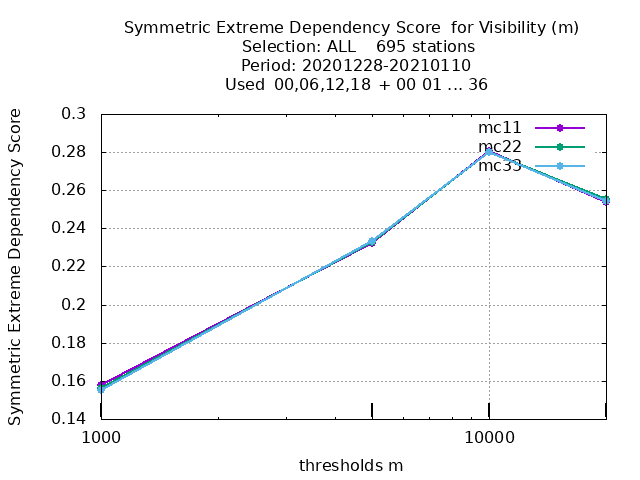 Symmetric Extreme Dependency Score  for Visibility (m)
Selection: ALL    695 stations
Period: 20201228-20210110
Used  00,06,12,18  + 00 01 ... 36
Symmetric Extreme Dependency Score
0.3
0.28
0.26
0.24
0.22
0.2
0.18
0.16
0.14
mc11
mc22
mc33
1000
10000
thresholds m